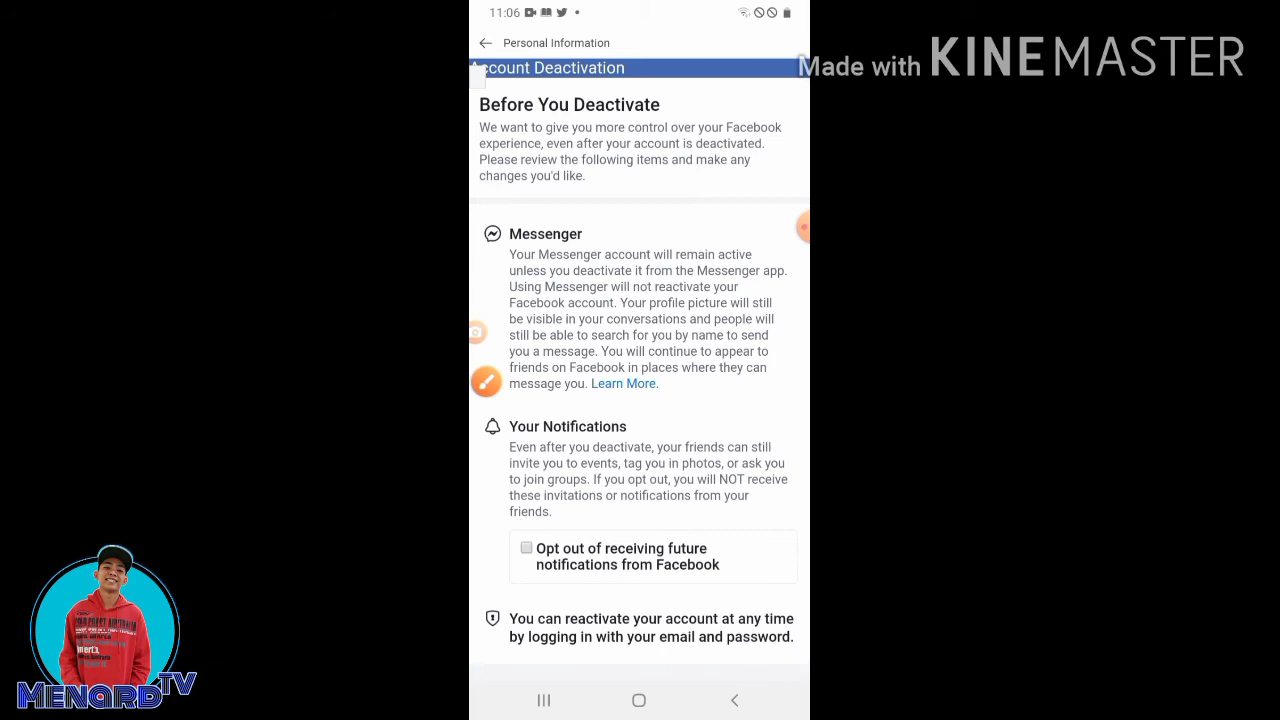 11:06
Personal Information
Made with KINEMASTER
ccount Deactivation
Before You Deactivate
We want to give you more control over your Facebook
experience, even after your account is deactivated.
Please review the following items and make any
changes you'd like.
Messenger
Your Messenger account will remain active
unless you deactivate it from the Messenger app.
Using Messenger will not reactivate your
Facebook account. Your profile picture will still
be visible in your conversations and people will
still be able to search for you by name to send
you a message. You will continue to appear to
friends on Facebook in places where they can
message you. Learn More.
Your Notifications
Even after you deactivate, your friends can still
invite you to events, tag you in photos, or ask you
to join groups. If you opt out, you will NOT receive
these invitations or notifications from your
friends.
Opt out of receiving future
notifications from Facebook
You can reactivate your account at any time
by logging in with your email and password.
MENARD TV